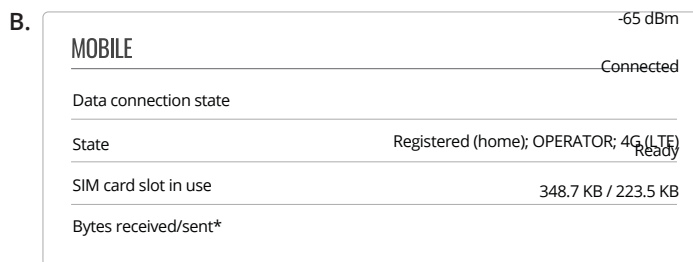 B.
-65 dBm
MOBILE
Connected
Data connection state
State
Registered (home); OPERATOR; 4G (LTE)
Ready
SIM card slot in use
348.7 KB / 223.5 KB
Bytes received/sent*